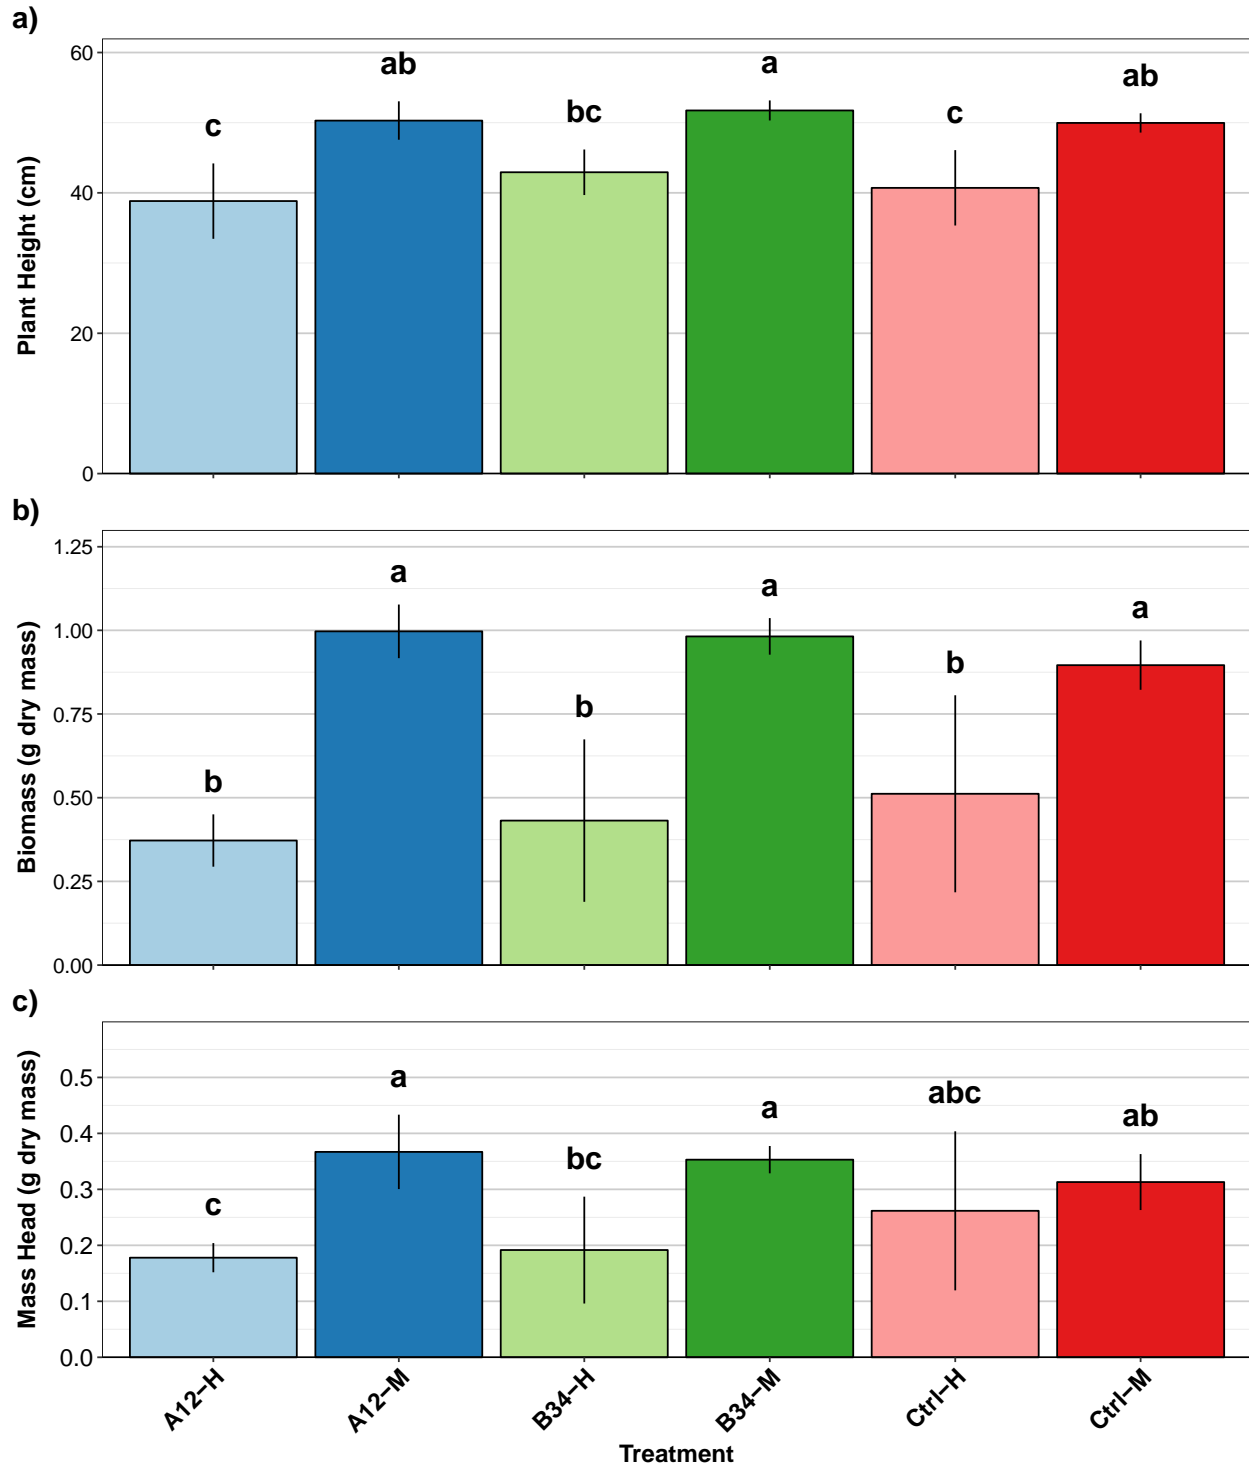 a)
Plant Height (cm)
60
40
20
0
c
ab
bc
a
c
ab
b)
Biomass (g dry mass)
1.25
1.00
0.75
0.50
0.25
0.00
b
a
b
a
b
a
c)
Mass Head (g dry mass)
0.5
0.4
0.3
0.2
0.1
0.0
c
a
bc
a
abc
ab
A12−H
A12−M
B34−H
B34−M
Ctrl−H
Ctrl−M
Treatment